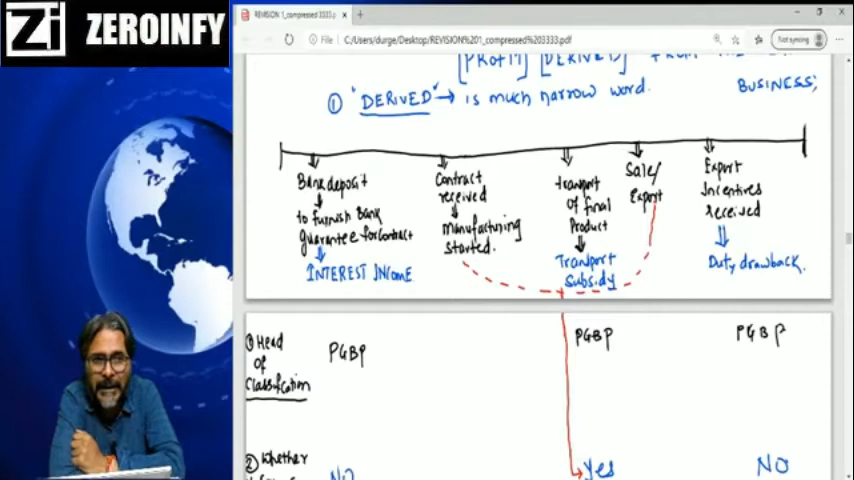 Zi ZEROINFY
REVISION 1_compressed 3333.pdf
File C:/Users/durge/Desktop/REVISION%201_compressed%203333.pdf
Not syncing
[PROFIT] [DERIVED] FROM
① "DERIVED" → is much narrow word.
BUSINESS;
Bank deposit
to furnish Bank
guarantee for contract
INTEREST INCOME
Contract
received
manufacturing
started.
transport
of final
Product
Transport
Subsidy
Sale/
Export
Export
Incentives
received
Duty drawback.
① Head
of
Classification
PGBP
PGBP
PGBP
② Whether
NO
Yes
NO